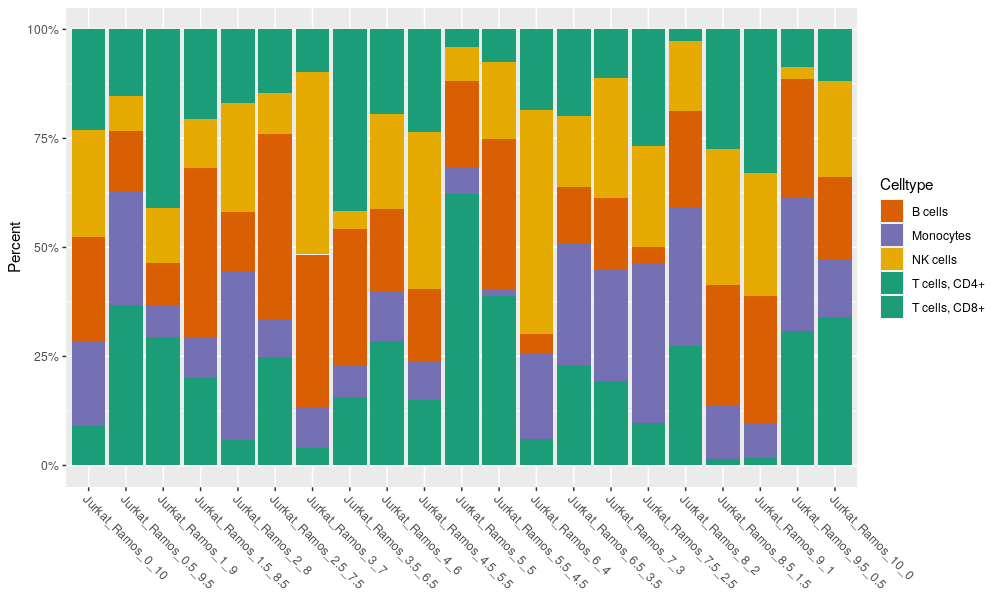 100%
75%
50%
25%
0%
Percent
Jurkat_Ramos_0_10
Jurkat_Ramos_0.5_9.5
Jurkat_Ramos_1_9
Jurkat_Ramos_1.5_8.5
Jurkat_Ramos_2_8
Jurkat_Ramos_2.5_7.5
Jurkat_Ramos_3_7
Jurkat_Ramos_3.5_6.5
Jurkat_Ramos_4_6
Jurkat_Ramos_4.5_5.5
Jurkat_Ramos_5_5
Jurkat_Ramos_5.5_4.5
Jurkat_Ramos_6_4
Jurkat_Ramos_6.5_3.5
Jurkat_Ramos_7_3
Jurkat_Ramos_7.5_2.5
Jurkat_Ramos_8_2
Jurkat_Ramos_8.5_1.5
Jurkat_Ramos_9_1
Jurkat_Ramos_9.5_0.5
Jurkat_Ramos_10_0
Celltype
B cells
Monocytes
NK cells
T cells, CD4+
T cells, CD8+